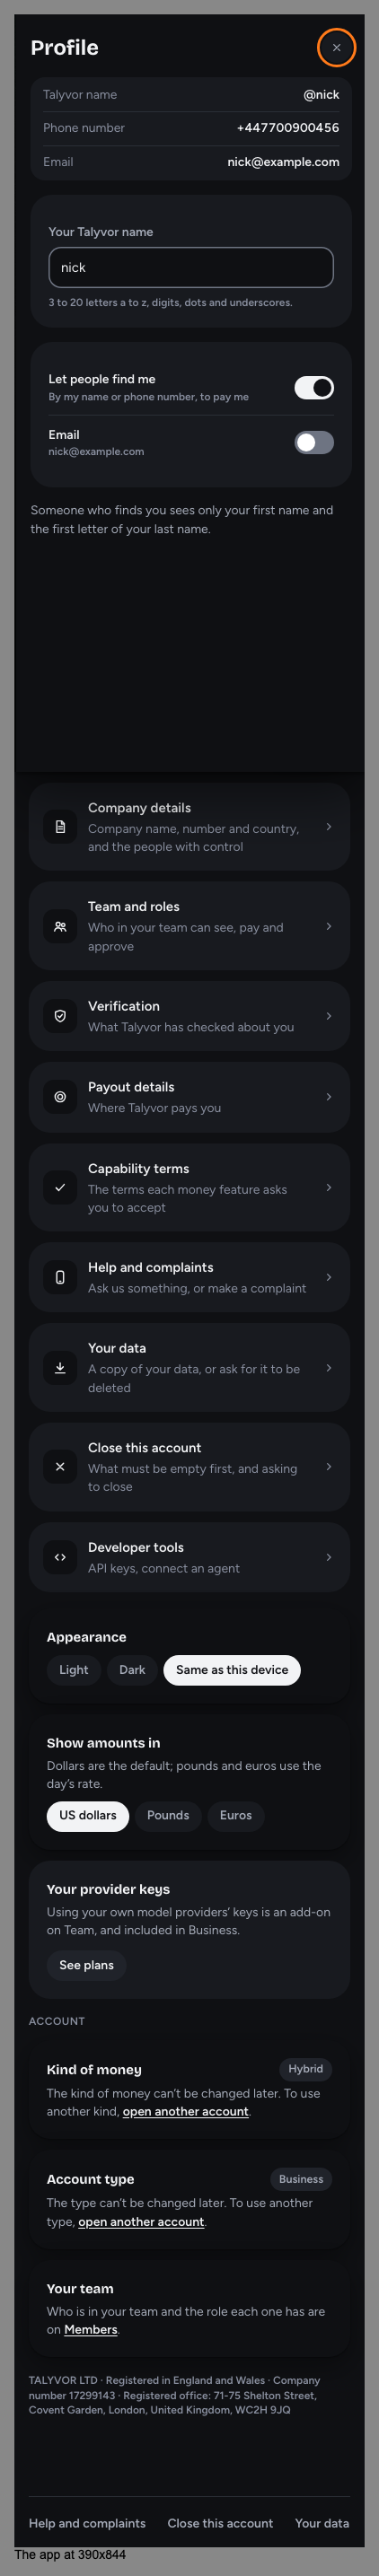 Profile
Talyvor name @nick
Phone number +447700900456
Email nick@example.com
Your Talyvor name
nick
3 to 20 letters a to z, digits, dots and underscores.
Let people find me
By my name or phone number, to pay me
Email
nick@example.com
Someone who finds you sees only your first name and
the first letter of your last name.
Company details
Company name, number and country,
and the people with control
Team and roles
Who in your team can see, pay and
approve
Verification
What Talyvor has checked about you
Payout details
Where Talyvor pays you
Capability terms
The terms each money feature asks
you to accept
Help and complaints
Ask us something, or make a complaint
Your data
A copy of your data, or ask for it to be
deleted
Close this account
What must be empty first, and asking
to close
Developer tools
API keys, connect an agent
Appearance
Light Dark Same as this device
Show amounts in
Dollars are the default; pounds and euros use the
day's rate.
US dollars Pounds Euros
Your provider keys
Using your own model providers' keys is an add-on
on Team, and included in Business.
See plans
ACCOUNT
Kind of money Hybrid
The kind of money can't be changed later. To use
another kind, open another account.
Account type Business
The type can't be changed later. To use another
type, open another account.
Your team
Who is in your team and the role each one has are
on Members.
TALYVOR LTD · Registered in England and Wales · Company
number 17299143 · Registered office: 71-75 Shelton Street,
Covent Garden, London, United Kingdom, WC2H 9JQ
Help and complaints Close this account Your data
The app at 390x844